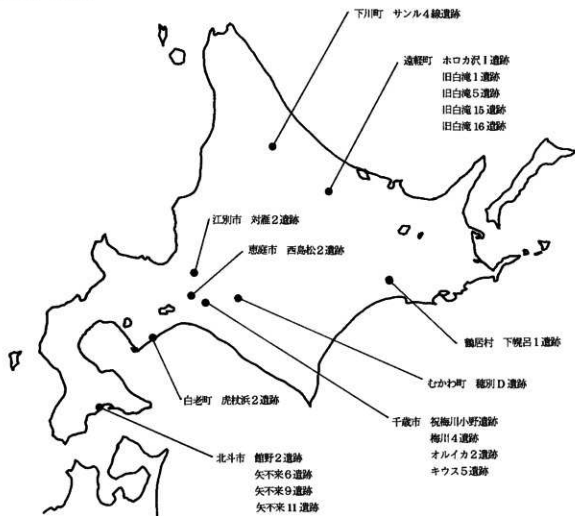 下川町 サンル4線遺跡
遠軽町 ホロカ沢I遺跡
旧白滝1遺跡
旧白滝5遺跡
旧白滝15遺跡
旧白滝16遺跡
江別市 対雁2遺跡
恵庭市 西島松2遺跡
鶴居村 下幌呂1遺跡
むかわ町 穂別D遺跡
白老町 虎杖浜2遺跡
千歳市 祝梅川小野遺跡
梅川4遺跡
オルイカ2遺跡
キウス5遺跡
北斗市 館野2遺跡
矢不来6遺跡
矢不来9遺跡
矢不来11遺跡